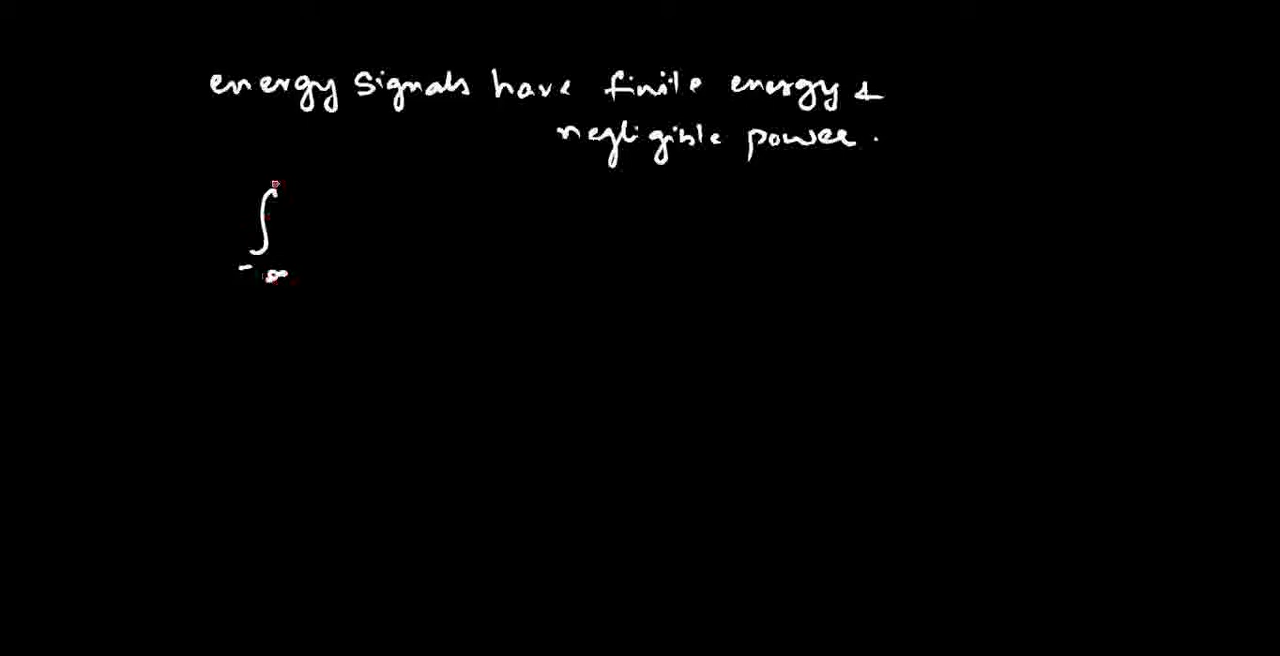 energy signals have finite energy &
negligible power.
∫
-∞